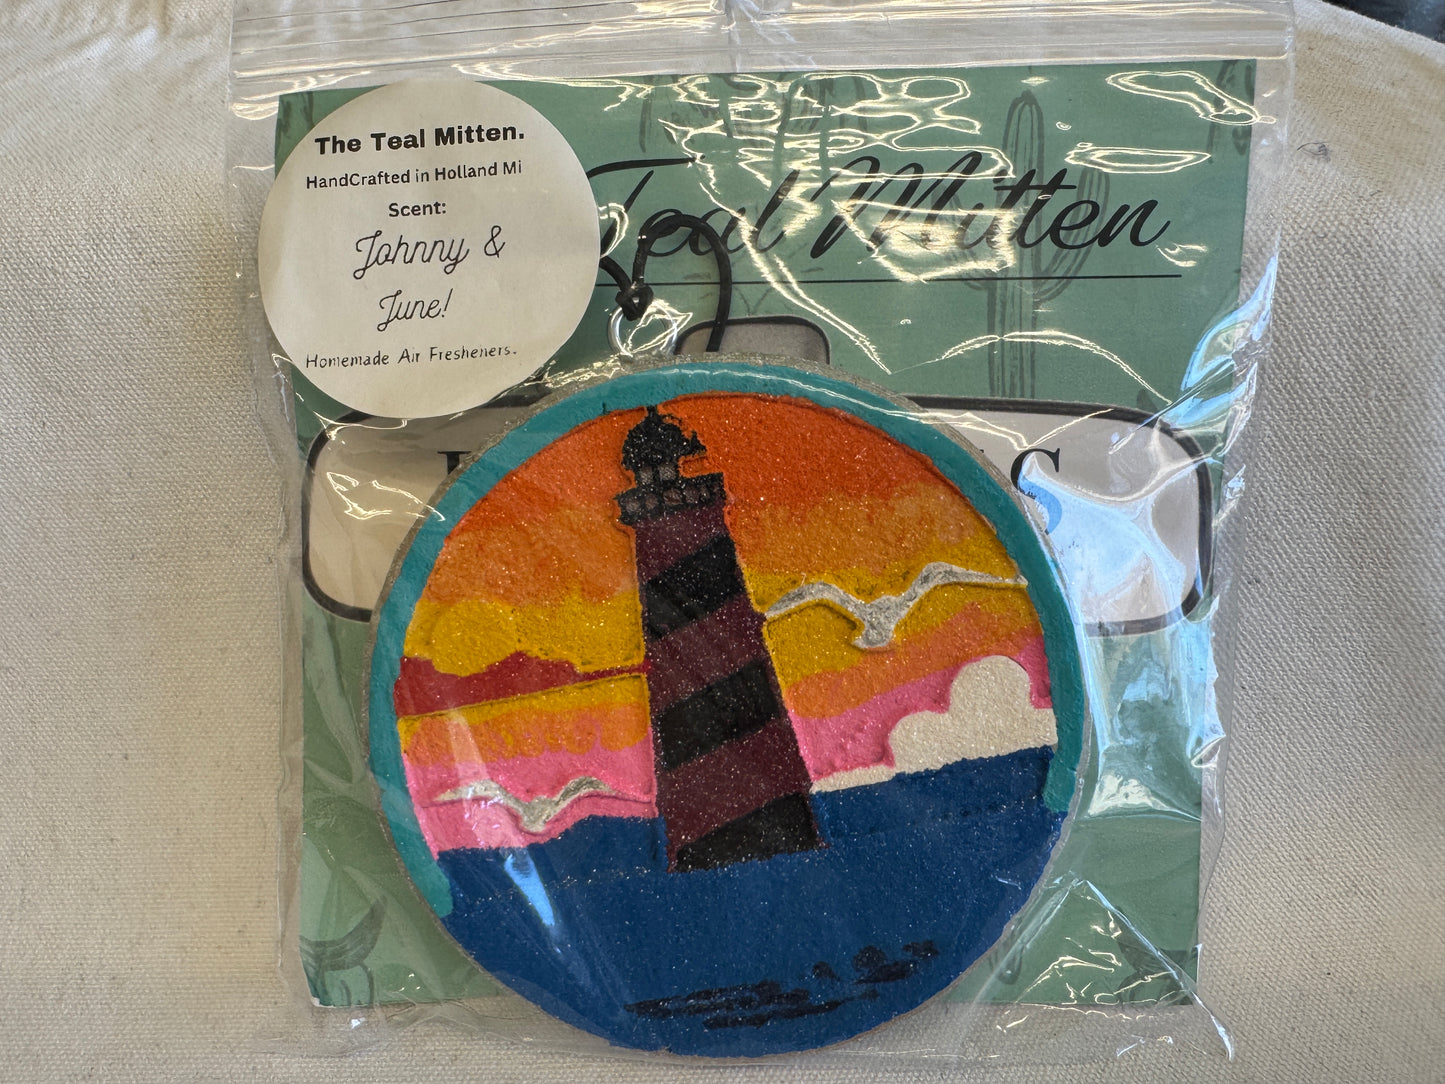 The Teal Mitten.
HandCrafted in Holland Mi
Scent:
Johnny &
June!
Homemade Air Fresheners.
Teal Mitten